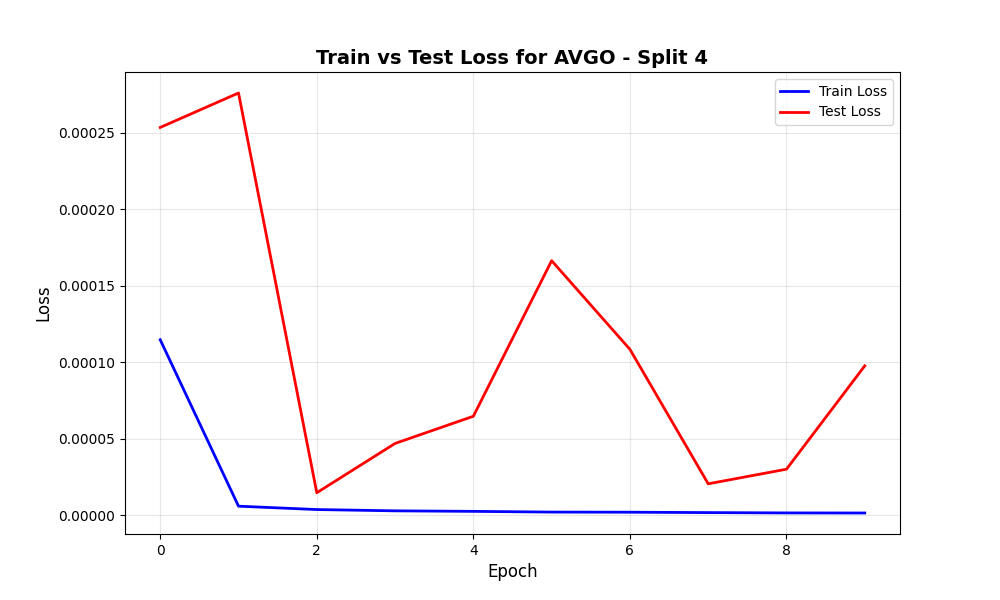 Train vs Test Loss for AVGO - Split 4
Train Loss
Test Loss
0.00025
0.00020
0.00015
0.00010
0.00005
0.00000
Loss
0 2 4 6 8
Epoch